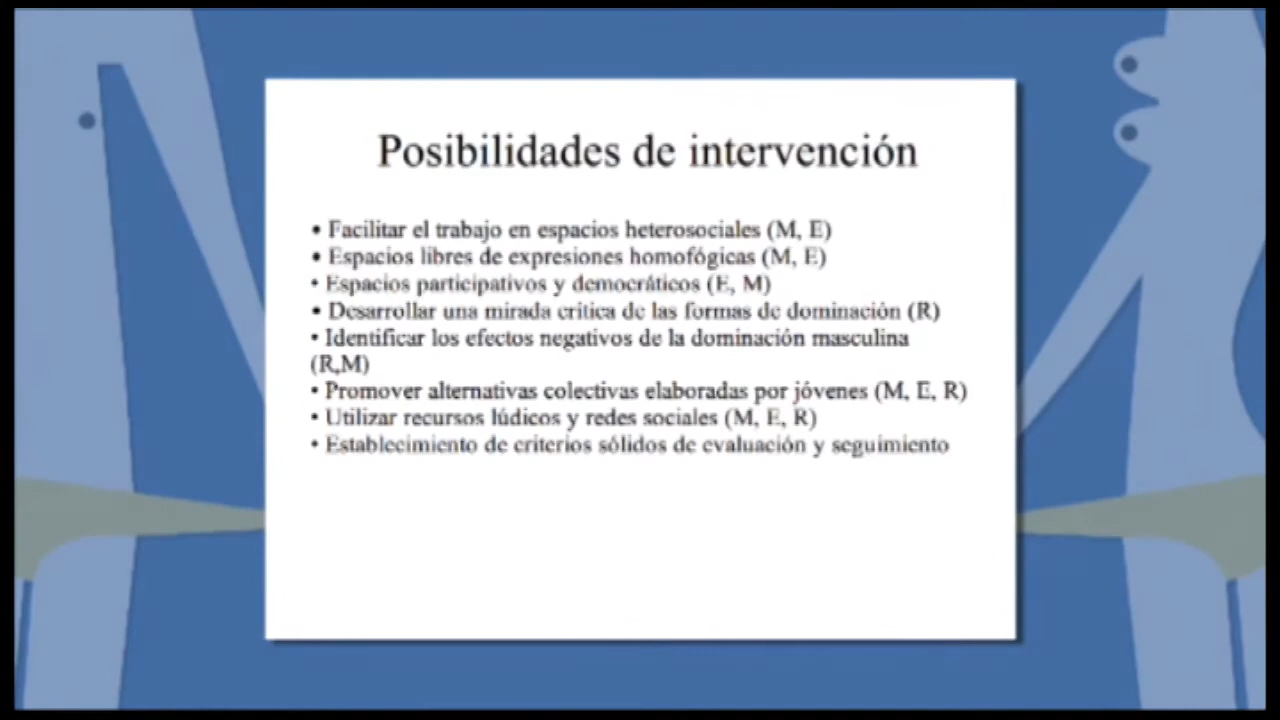 Posibilidades de intervención
• Facilitar el trabajo en espacios heterosociales (M, E)
• Espacios libres de expresiones homofógicas (M, E)
• Espacios participativos y democráticos (E, M)
• Desarrollar una mirada crítica de las formas de dominación (R)
• Identificar los efectos negativos de la dominación masculina
(R,M)
• Promover alternativas colectivas elaboradas por jóvenes (M, E, R)
• Utilizar recursos lúdicos y redes sociales (M, E, R)
• Establecimiento de criterios sólidos de evaluación y seguimiento